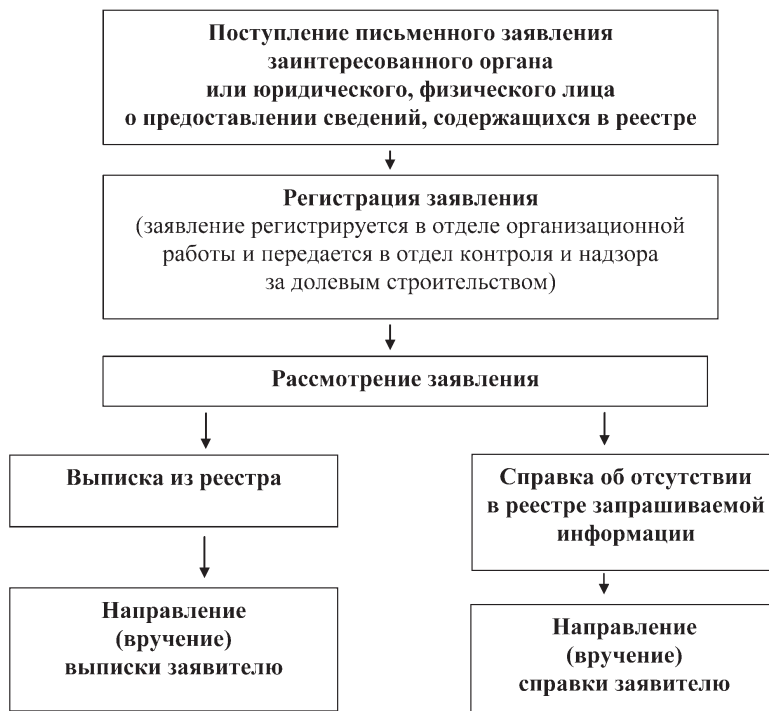 Поступление письменного заявления
заинтересованного органа
или юридического, физического лица
о предоставлении сведений, содержащихся в реестре
Регистрация заявления
(заявление регистрируется в отделе организационной
работы и передается в отдел контроля и надзора
за долевым строительством)
Рассмотрение заявления
Выписка из реестра
Справка об отсутствии
в реестре запрашиваемой
информации
Направление
(вручение)
выписки заявителю
Направление
(вручение)
справки заявителю